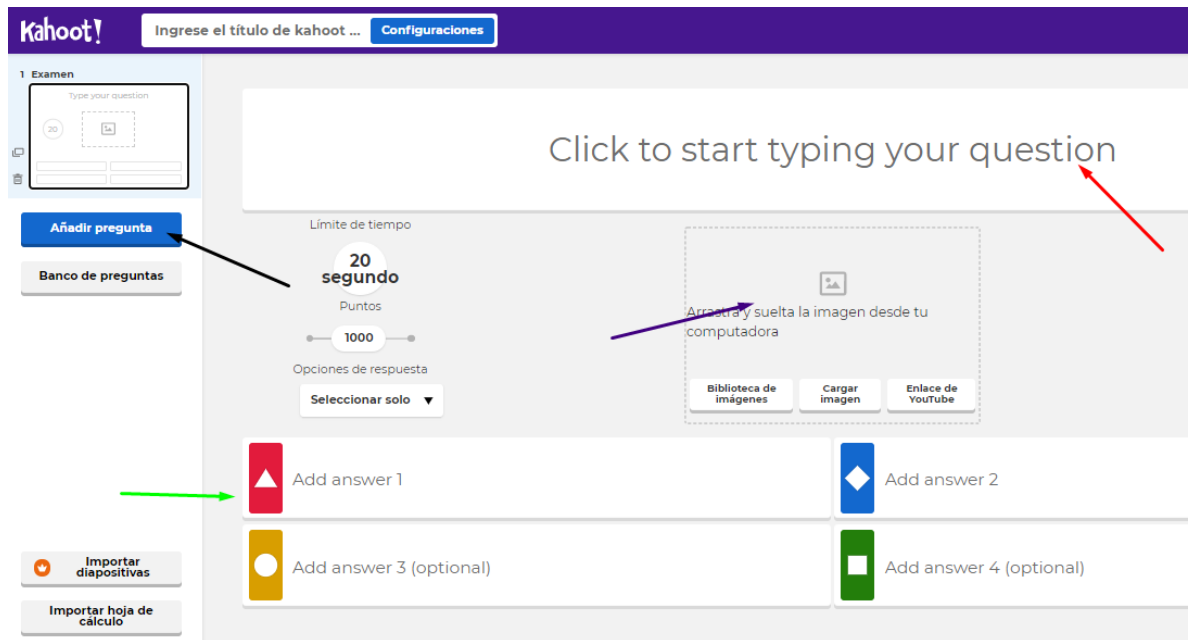 Kahoot!
Ingrese el título de kahoot ...
Configuraciones
1 Examen
Type your question
20
Añadir pregunta
Banco de preguntas
Importar
diapositivas
Importar hoja de
cálculo
Click to start typing your question
Límite de tiempo
20
segundo
Puntos
1000
Opciones de respuesta
Seleccionar solo
Arrastra y suelta la imagen desde tu
computadora
Biblioteca de
imágenes
Cargar
imagen
Enlace de
YouTube
Add answer 1
Add answer 2
Add answer 3 (optional)
Add answer 4 (optional)